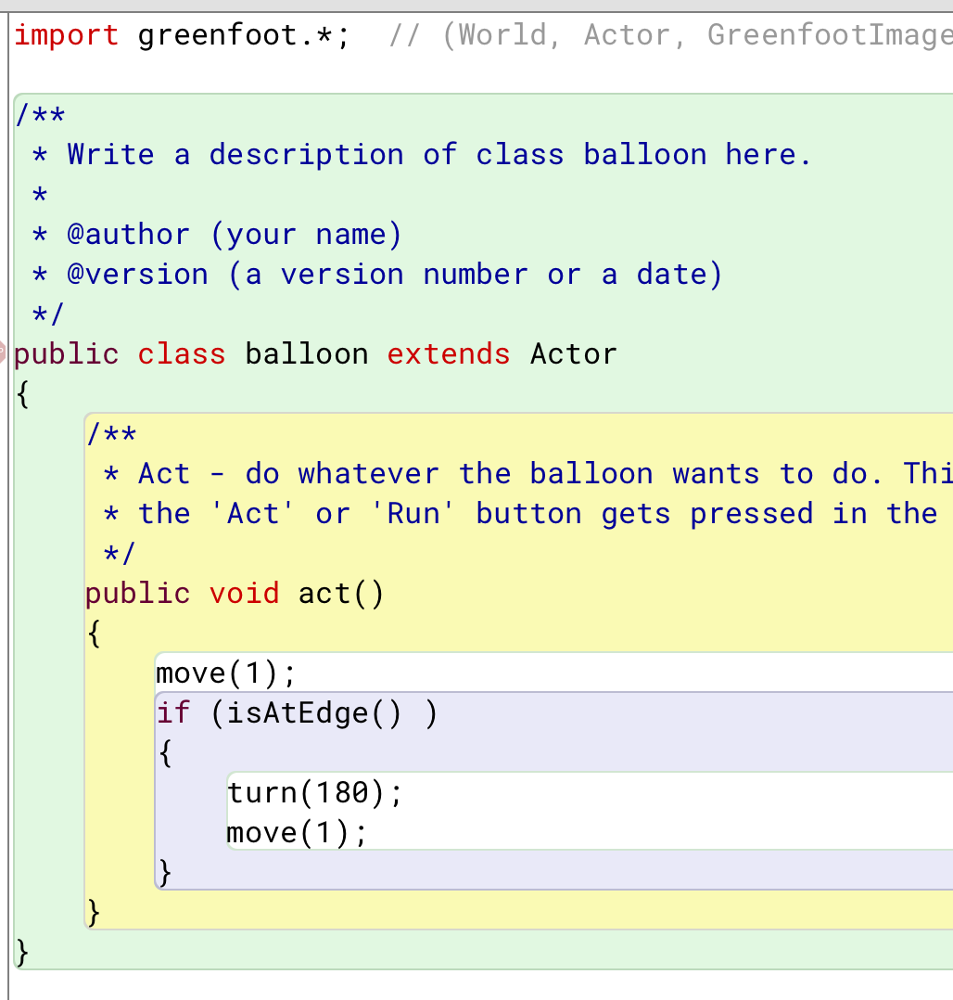 import greenfoot.*;  // (World, Actor, GreenfootImage
/**
 * Write a description of class balloon here.
 *
 * @author (your name)
 * @version (a version number or a date)
 */
public class balloon extends Actor
{
    /**
     * Act - do whatever the balloon wants to do. Thi
     * the 'Act' or 'Run' button gets pressed in the
     */
    public void act()
    {
        move(1);
        if (isAtEdge() )
        {
            turn(180);
            move(1);
        }
    }
}